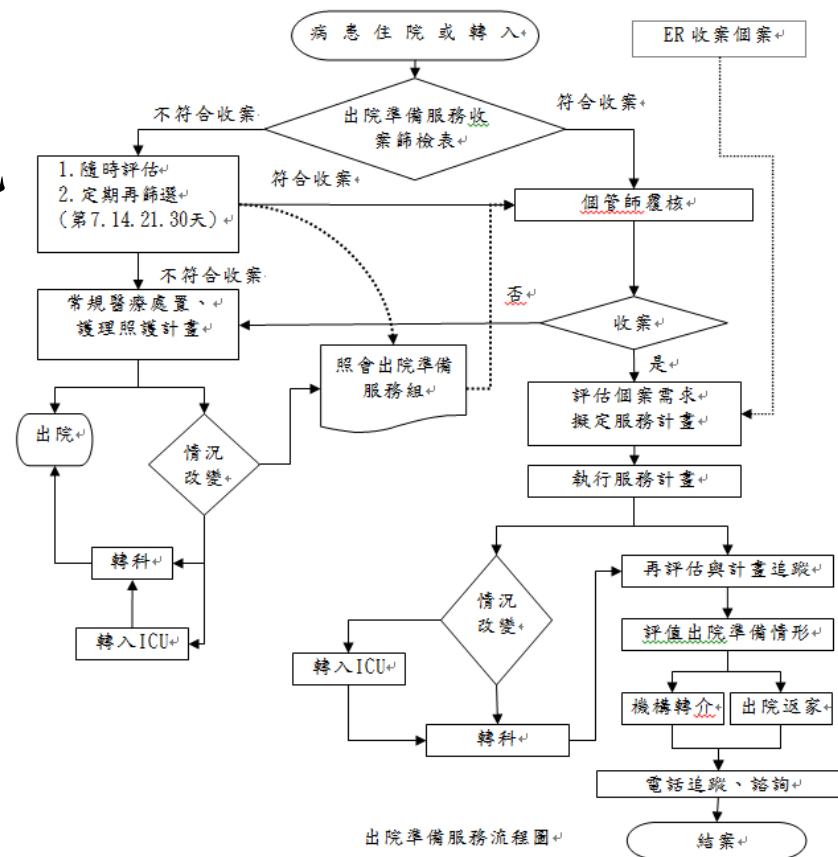 病患住院或轉入
ER 收案個案
不符合收案
出院準備服務收
案篩檢表
符合收案
1.隨時評估
2.定期再篩選
(第7.14.21.30天)
符合收案
個管師覆核
不符合收案
常規醫療處置、
護理照護計畫
否
收案
是
照會出院準備
服務組
評估個案需求
擬定服務計畫
出院
情況
改變
執行服務計畫
轉科
轉入ICU
情況
改變
再評估與計畫追蹤
轉入ICU
評值出院準備情形
機構轉介
出院返家
轉科
電話追蹤、諮詢
出院準備服務流程圖
結案